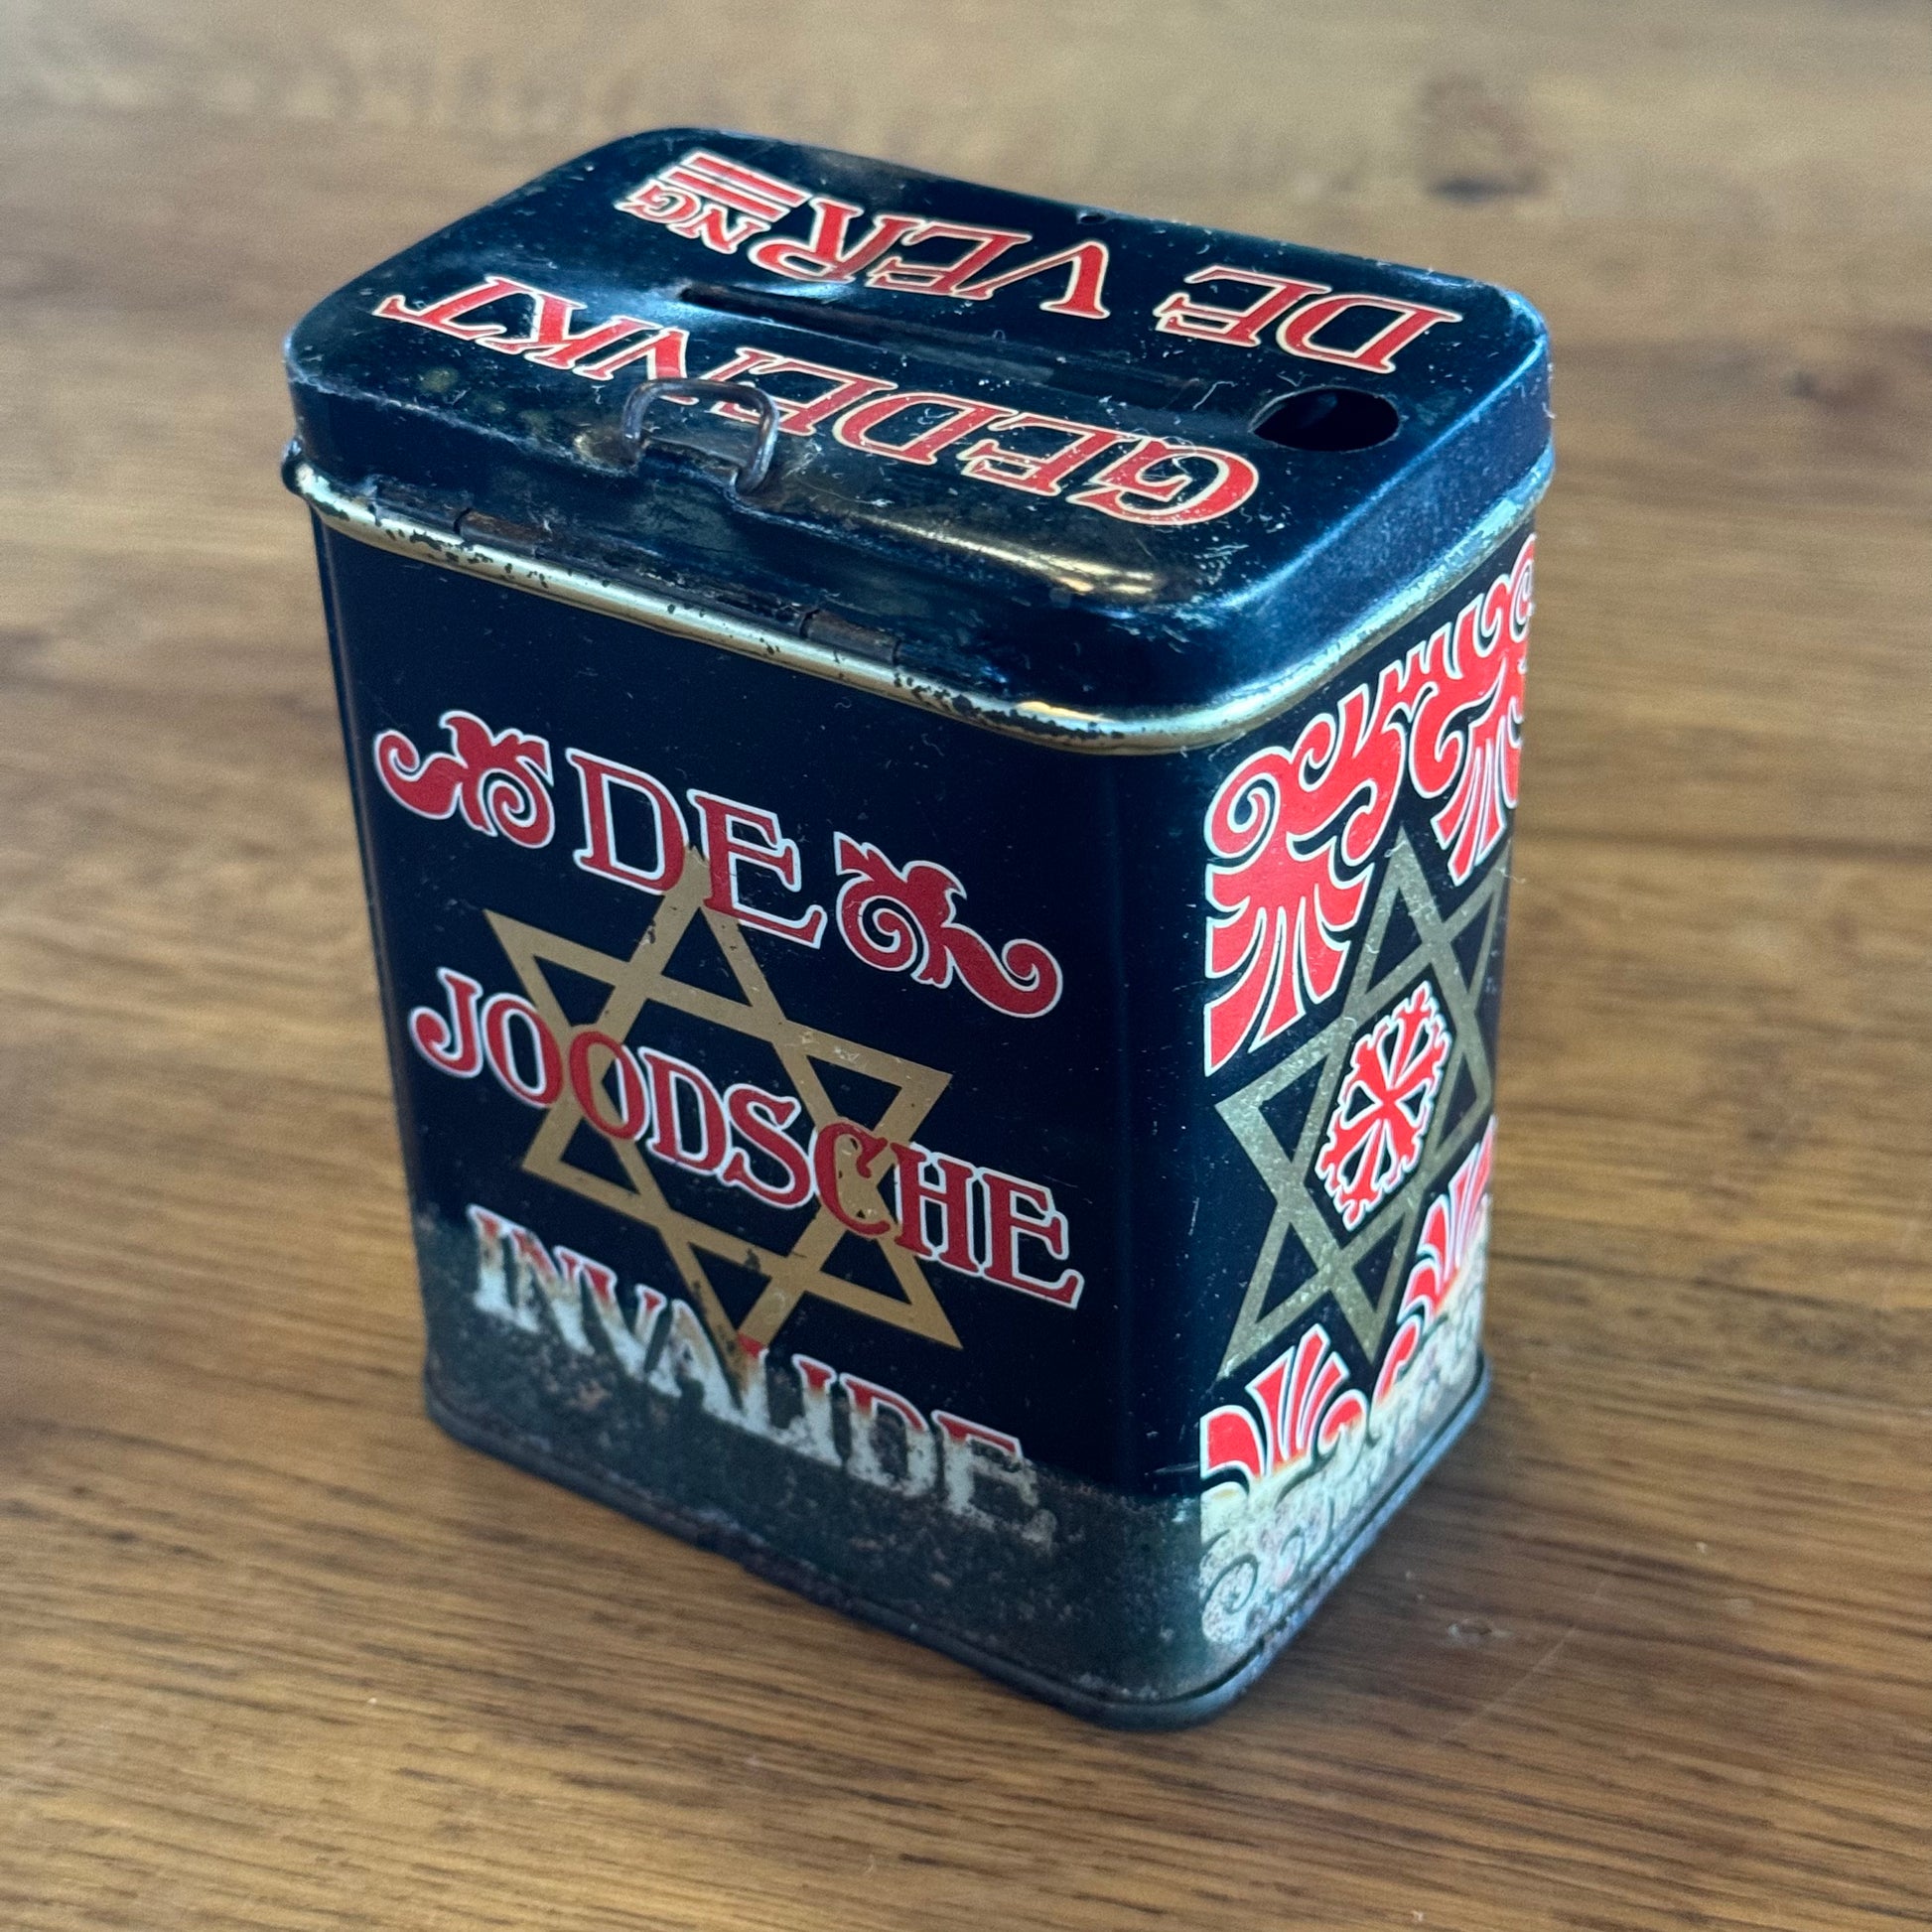 GEDENKT
DE VERNG
DE
JOODSCHE
INVALIDE